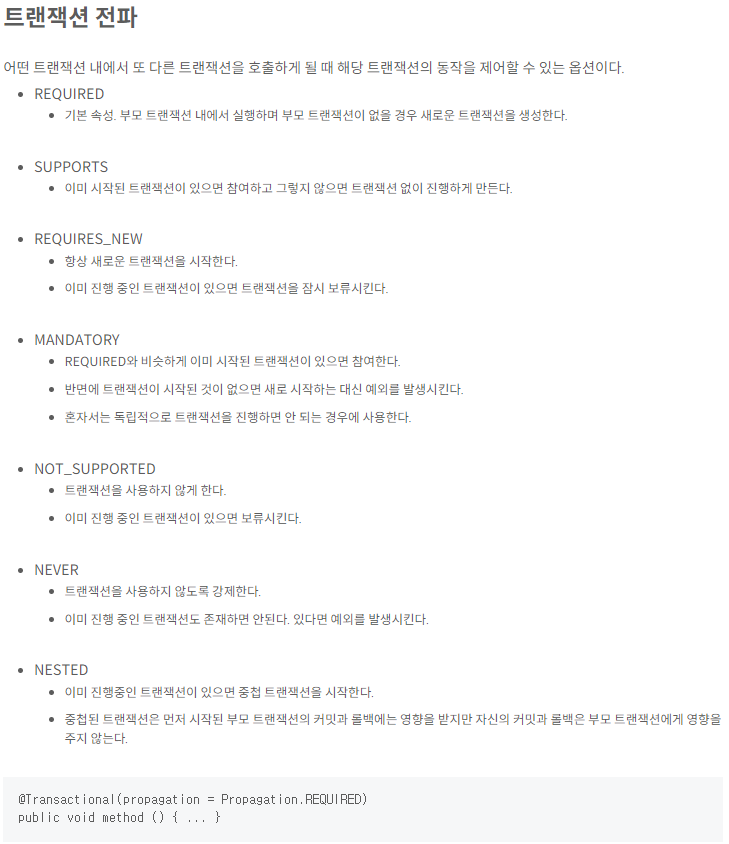 트랜잭션 전파
어떤 트랜잭션 내에서 또 다른 트랜잭션을 호출하게 될 때 해당 트랜잭션의 동작을 제어할 수 있는 옵션이다.
REQUIRED
기본 속성. 부모 트랜잭션 내에서 실행하며 부모 트랜잭션이 없을 경우 새로운 트랜잭션을 생성한다.
SUPPORTS
이미 시작된 트랜잭션이 있으면 참여하고 그렇지 않으면 트랜잭션 없이 진행하게 만든다.
REQUIRES_NEW
항상 새로운 트랜잭션을 시작한다.
이미 진행 중인 트랜잭션이 있으면 트랜잭션을 잠시 보류시킨다.
MANDATORY
REQUIRED와 비슷하게 이미 시작된 트랜잭션이 있으면 참여한다.
반면에 트랜잭션이 시작된 것이 없으면 새로 시작하는 대신 예외를 발생시킨다.
혼자서는 독립적으로 트랜잭션을 진행하면 안 되는 경우에 사용한다.
NOT_SUPPORTED
트랜잭션을 사용하지 않게 한다.
이미 진행 중인 트랜잭션이 있으면 보류시킨다.
NEVER
트랜잭션을 사용하지 않도록 강제한다.
이미 진행 중인 트랜잭션도 존재하면 안된다. 있다면 예외를 발생시킨다.
NESTED
이미 진행중인 트랜잭션이 있으면 중첩 트랜잭션을 시작한다.
중첩된 트랜잭션은 먼저 시작된 부모 트랜잭션의 커밋과 롤백에는 영향을 받지만 자신의 커밋과 롤백은 부모 트랜잭션에게 영향을
주지 않는다.
@Transactional(propagation = Propagation.REQUIRED)
public void method () { ... }